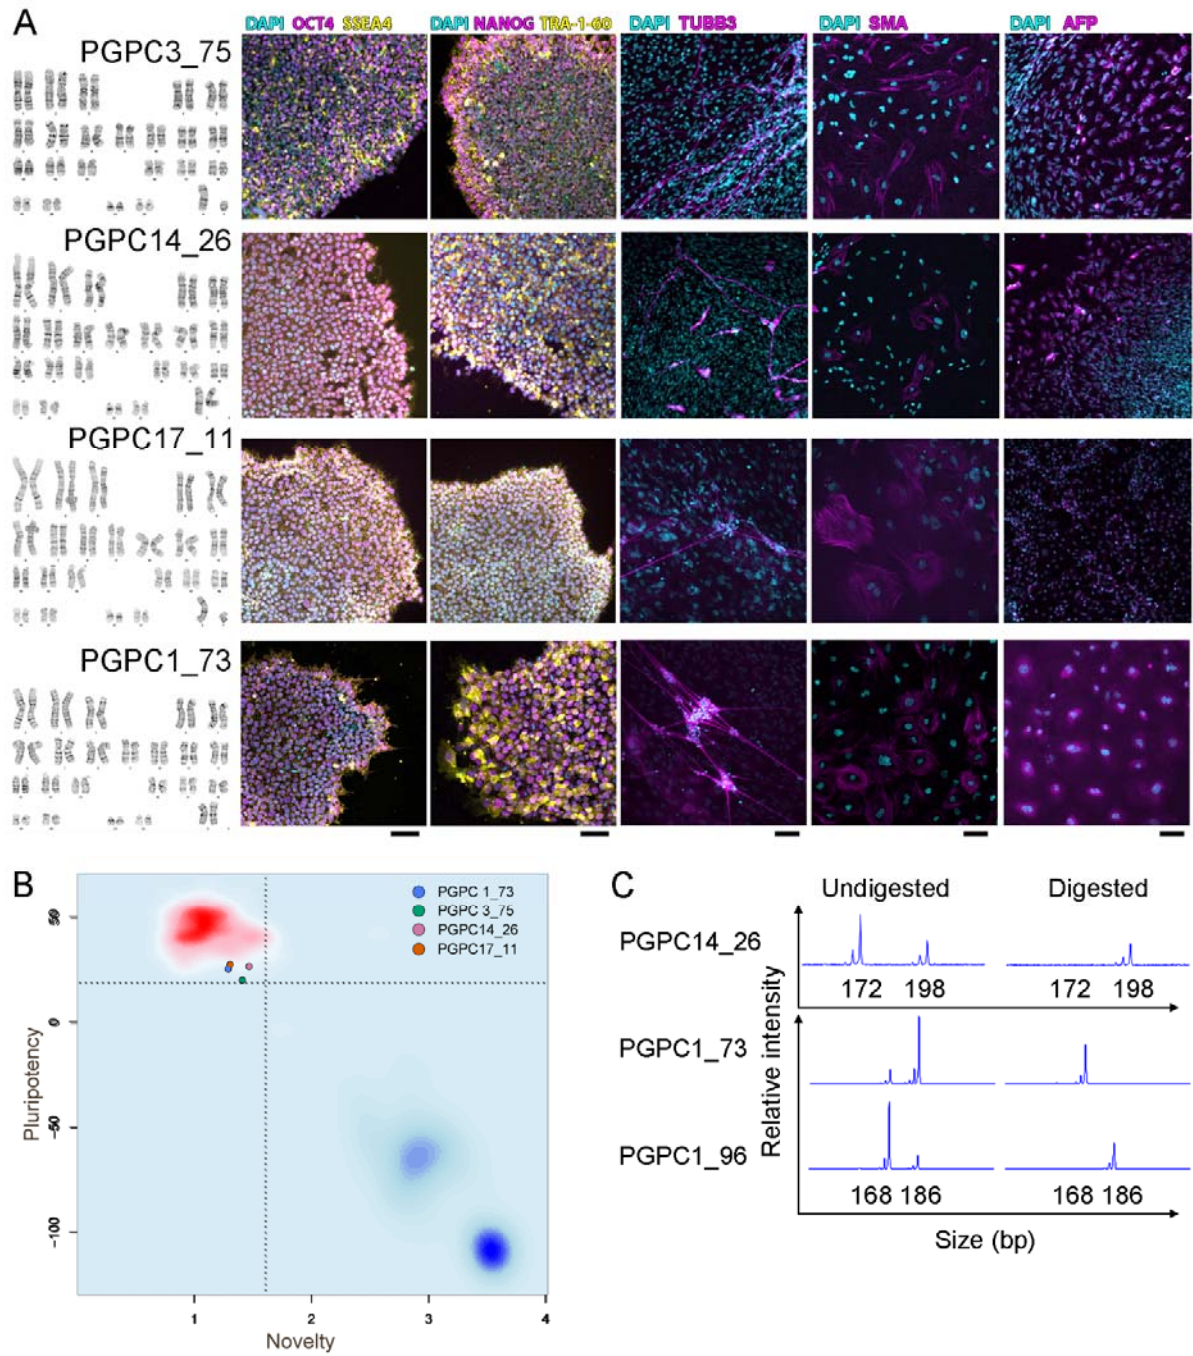 A
DAPI OCT4 SSEA4
DAPI NANOG TRA-1-60
DAPI TUBB3
DAPI SMA
DAPI AFP
PGPC3_75
PGPC14_26
PGPC17_11
PGPC1_73
B
Pluripotency
50
0
−50
−100
PGPC 1_73
PGPC 3_75
PGPC14_26
PGPC17_11
1 2 3 4
Novelty
C
Undigested Digested
Relative intensity
PGPC14_26
172 198 172 198
PGPC1_73
PGPC1_96
168 186 168 186
Size (bp)